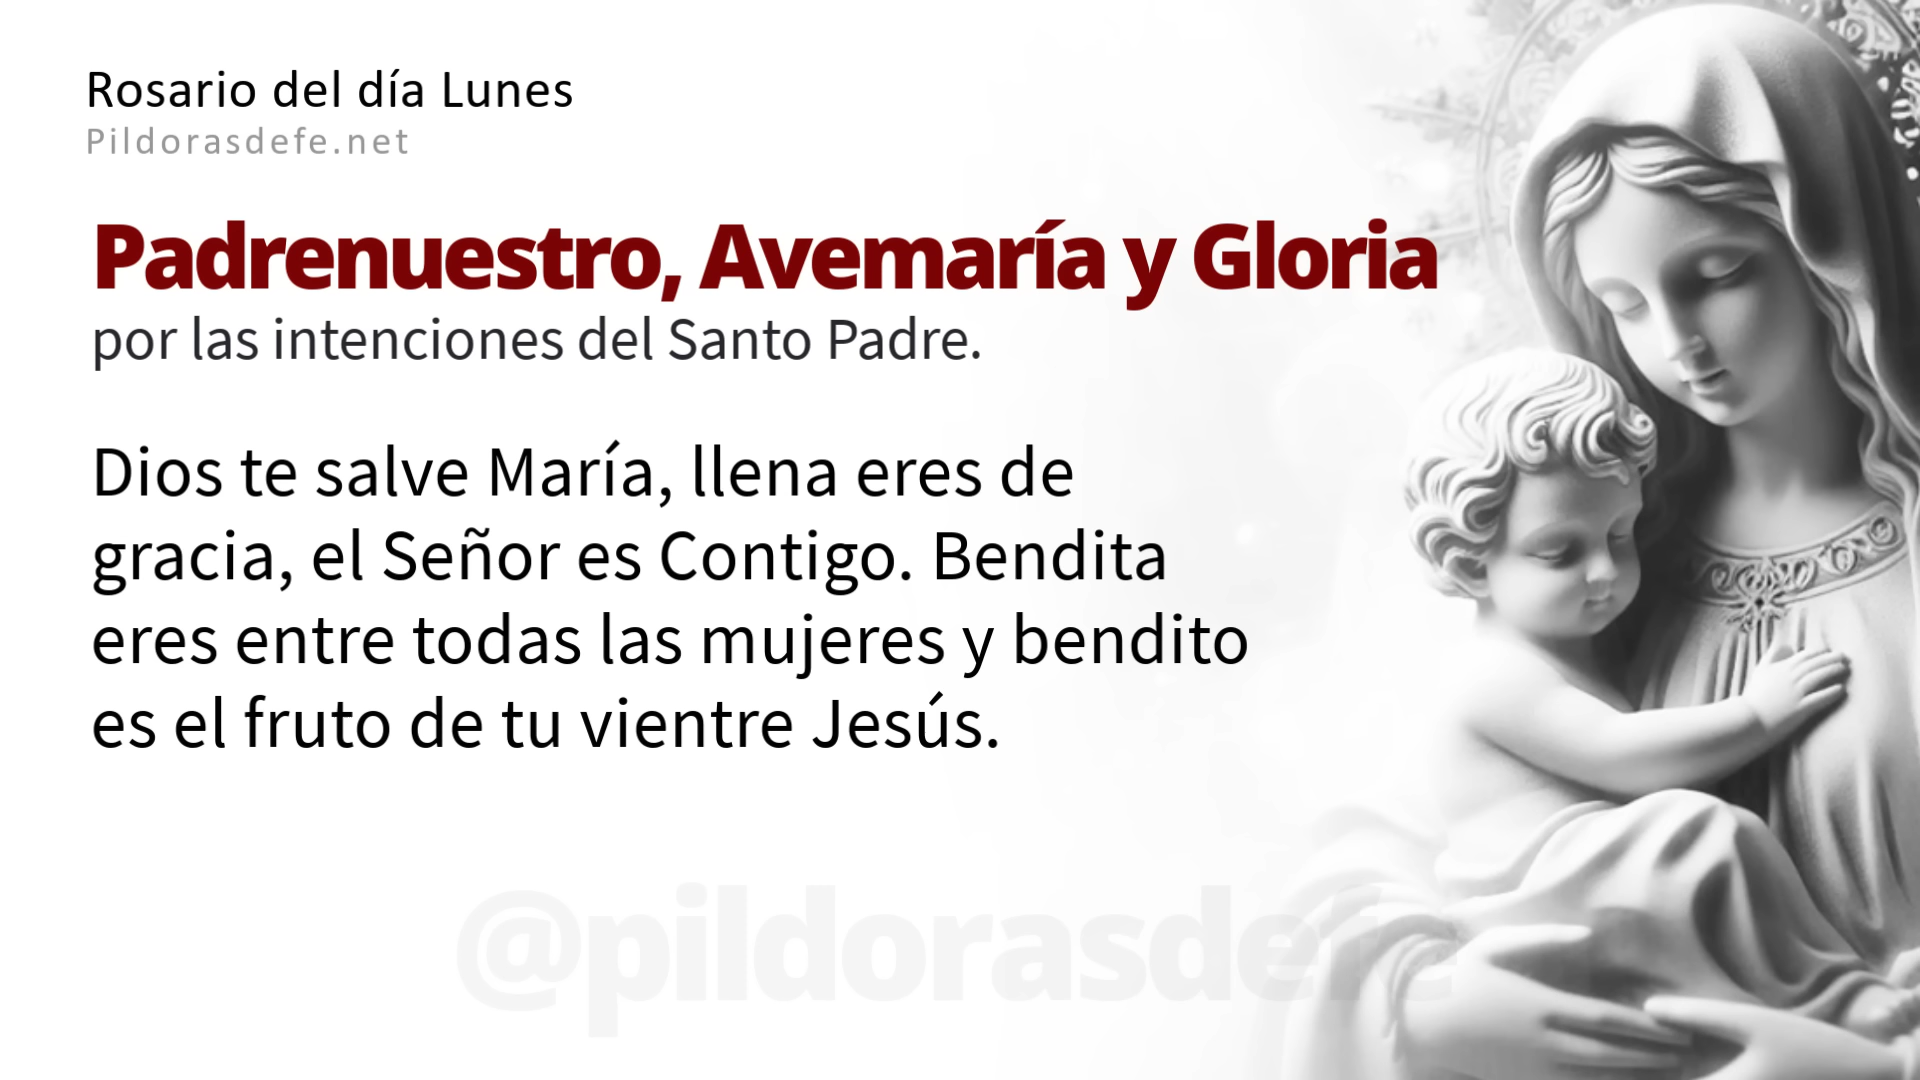 Rosario del día Lunes
Pildorasdefe.net
Padrenuestro, Avemaría y Gloria
por las intenciones del Santo Padre.
Dios te salve María, llena eres de
gracia, el Señor es Contigo. Bendita
eres entre todas las mujeres y bendito
es el fruto de tu vientre Jesús.
@pildorasdefe